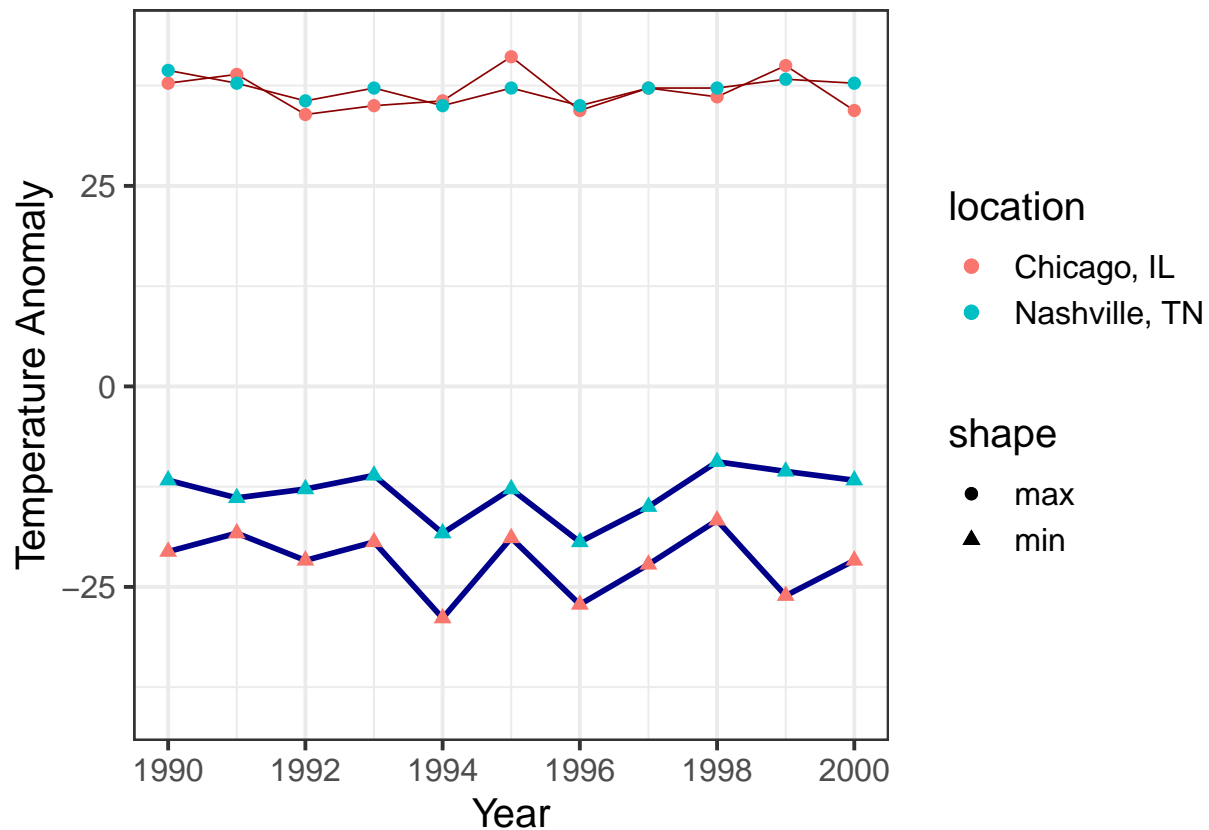 Temperature Anomaly
25
0
−25
1990 1992 1994 1996 1998 2000
Year
location
Chicago, IL
Nashville, TN
shape
max
min